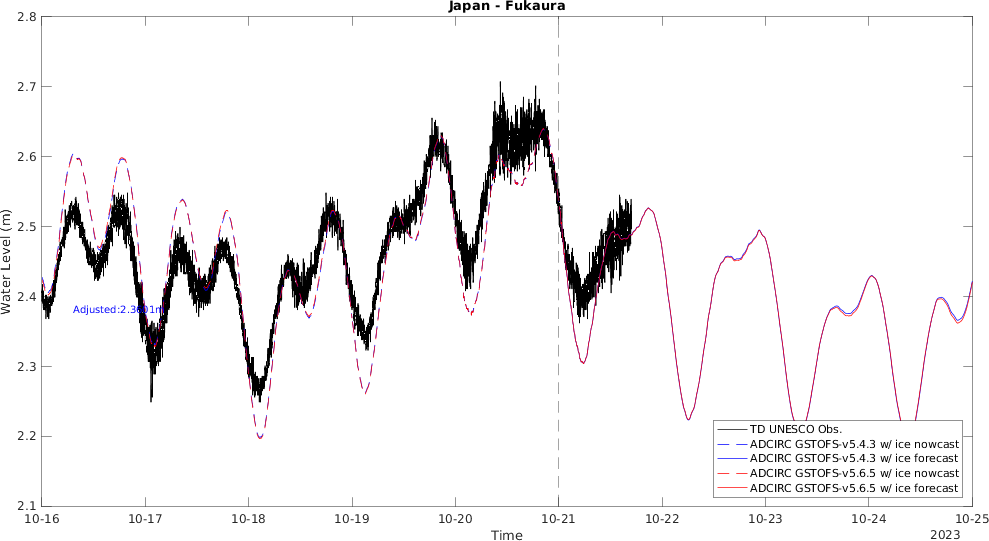 Japan - Fukaura
2.8
2.7
2.6
2.5
2.4
2.3
2.2
2.1
Water Level (m)
10-16
10-17
10-18
10-19
10-20
10-21
10-22
10-23
10-24
10-25
Time
2023
TD UNESCO Obs.
ADCIRC GSTOFS-v5.4.3 w/ ice nowcast
ADCIRC GSTOFS-v5.4.3 w/ ice forecast
ADCIRC GSTOFS-v5.6.5 w/ ice nowcast
ADCIRC GSTOFS-v5.6.5 w/ ice forecast